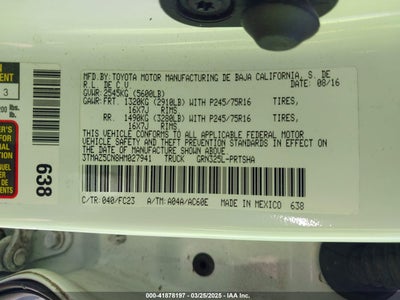 MFD.BY: TOYOTA MOTOR MANUFACTURING DE BAJA CALIFORNIA, S. DE
R.L. DE C.V. 08/16
GVWR: 2545KG (5600LB)
GAWR: FRT. 1320KG (2910LB) WITH P245/75R16 TIRES,
16X7J RIMS,
RR. 1490KG (3280LB) WITH P245/75R16 TIRES,
16X7J RIMS,
THIS VEHICLE CONFORMS TO ALL APPLICABLE FEDERAL MOTOR
VEHICLE SAFETY AND THEFT PREVENTION STANDARDS IN EFFECT
ON THE DATE OF MANUFACTURE SHOWN ABOVE.
3TMAZ5CN8HM027941 TRUCK GRN325L-PRTSHA
C/TR: 040/FC23 A/TM: A04A/AC60E MADE IN MEXICO 638
638
ENT
3
200
lbs.
41878197 - 03/25/2025 - © IAA Inc.